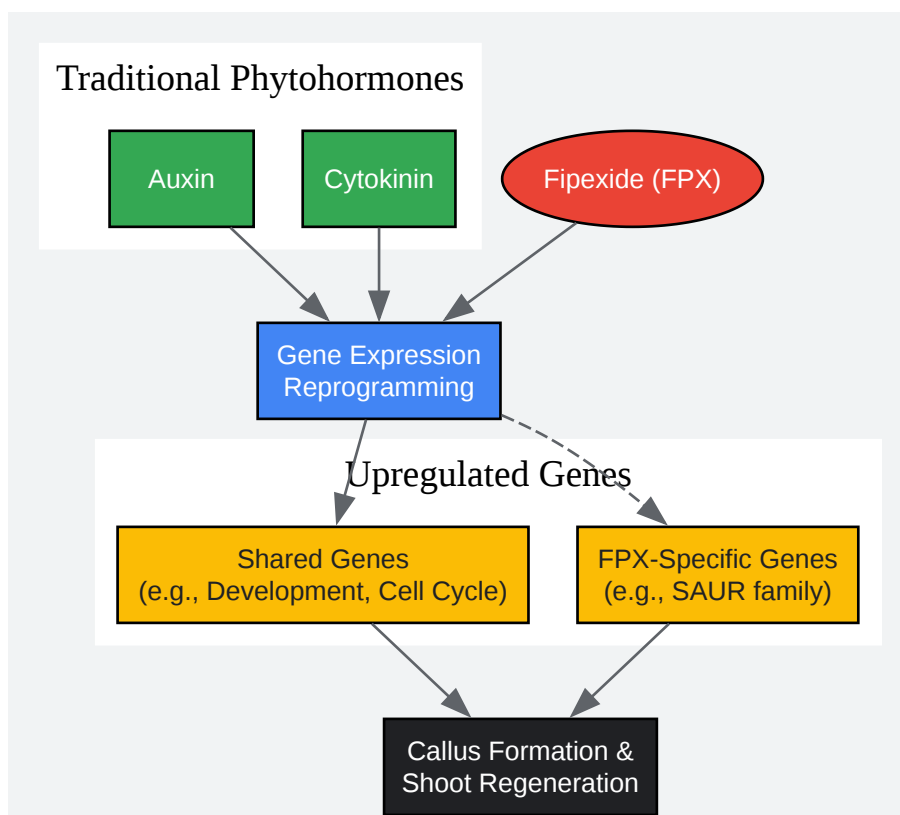 Traditional Phytohormones
Auxin
Cytokinin
Fipexide (FPX)
Gene Expression
Reprogramming
Upregulated Genes
Shared Genes
(e.g., Development, Cell Cycle)
FPX-Specific Genes
(e.g., SAUR family)
Callus Formation &
Shoot Regeneration